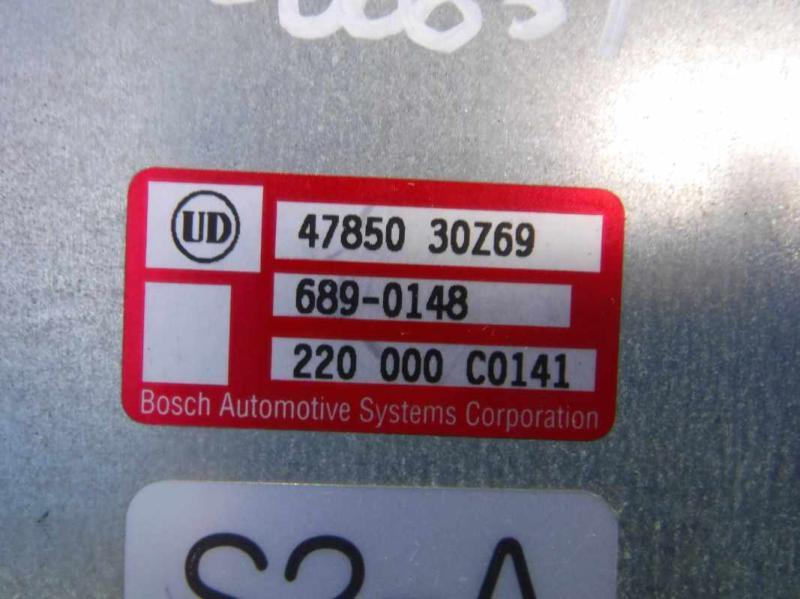 UD
47850 30Z69
689-0148
220 000 C0141
Bosch Automotive Systems Corporation